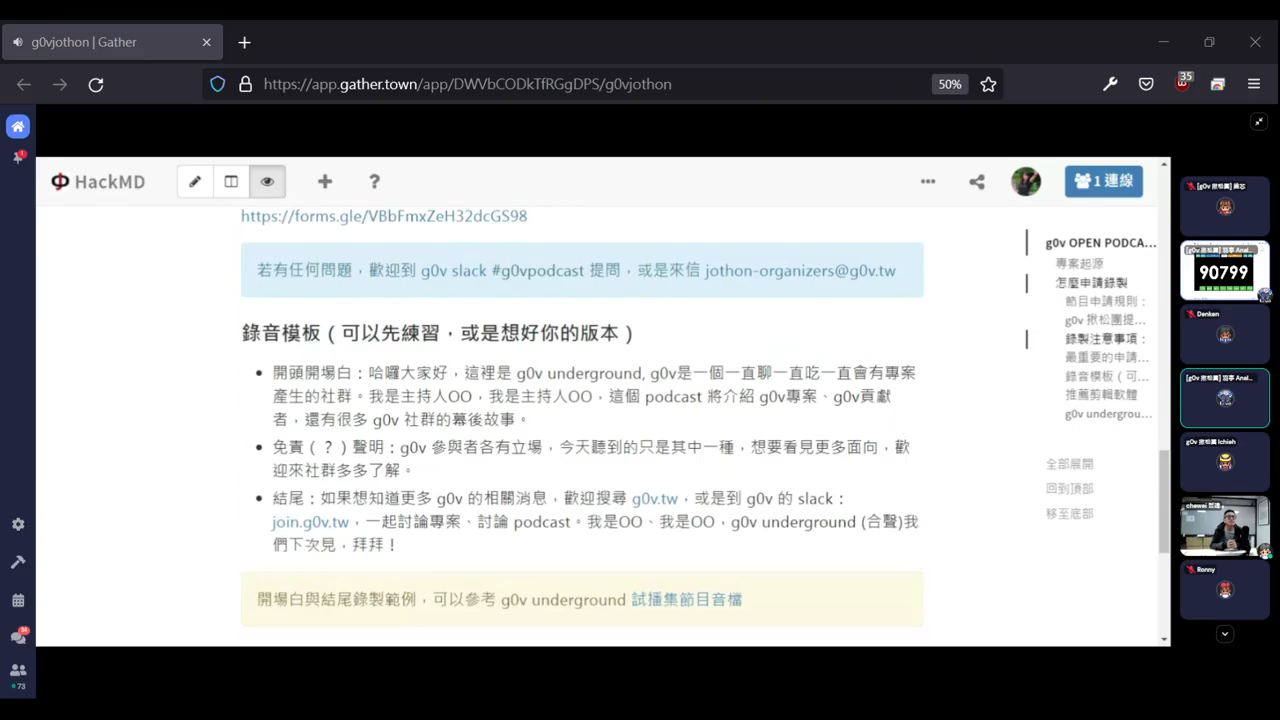 g0vjothon | Gather
https://app.gather.town/app/DWVbCODkTfRGgDPS/g0vjothon
50%
35
HackMD
1 連線
https://forms.gle/VBbFmxZeH32dcGS98
若有任何問題，歡迎到 g0v slack #g0vpodcast 提問，或是來信 jothon-organizers@g0v.tw
錄音模板（可以先練習，或是想好你的版本）
開頭開場白：哈囉大家好，這裡是 g0v underground, g0v是一個一直聊一直吃一直會有專案
產生的社群。我是主持人OO，我是主持人OO，這個 podcast 將介紹 g0v專案、g0v貢獻
者，還有很多 g0v 社群的幕後故事。
免責（？）聲明：g0v 參與者各有立場，今天聽到的只是其中一種，想要看見更多面向，歡
迎來社群多多了解。
結尾：如果想知道更多 g0v 的相關消息，歡迎搜尋 g0v.tw，或是到 g0v 的 slack：
join.g0v.tw，一起討論專案、討論 podcast。我是OO、我是OO，g0v underground (合聲)我
們下次見，拜拜！
開場白與結尾錄製範例，可以參考 g0v underground 試播集節目音檔
g0v OPEN PODCA...
專案起源
怎麼申請錄製
節目申請規則：
g0v 揪松團提...
錄製注意事項：
最重要的申請...
錄音模板（可...
推薦剪輯軟體
g0v undergrou...
全部展開
回到頂部
移至底部
90799
Denken
[g0v 揪松團] 羽寧 Anal...
g0v 揪松團 Ichieh
chewei 哲瑋
Ronny
73